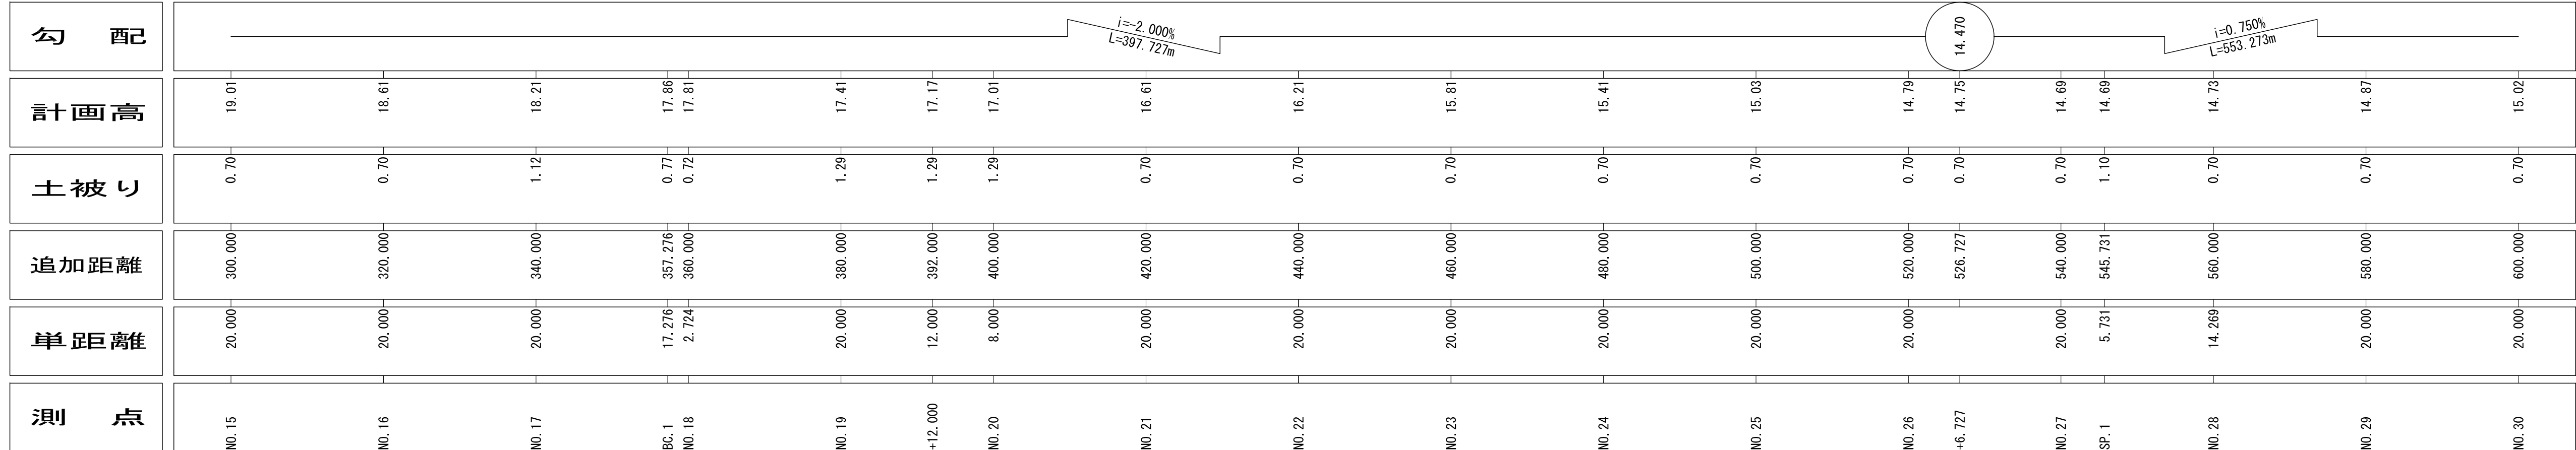 勾 配
i=-2.000%
L=397.727m
14.470
i=0.750%
L=553.273m
計画高
19.01 18.61 18.21 17.86 17.81 17.41 17.17 17.01 16.61 16.21 15.81 15.41 15.03 14.79 14.75 14.69 14.69 14.73 14.87 15.02
土被り
0.70 0.70 1.12 0.77 0.72 1.29 1.29 1.29 0.70 0.70 0.70 0.70 0.70 0.70 0.70 0.70 1.10 0.70 0.70 0.70
追加距離
300.000 320.000 340.000 357.276 360.000 380.000 392.000 400.000 420.000 440.000 460.000 480.000 500.000 520.000 526.727 540.000 545.731 560.000 580.000 600.000
単距離
20.000 20.000 20.000 17.276 2.724 20.000 12.000 8.000 20.000 20.000 20.000 20.000 20.000 20.000 20.000 5.731 14.269 20.000 20.000
測 点
NO.15 NO.16 NO.17 BC.1 NO.18 NO.19 +12.000 NO.20 NO.21 NO.22 NO.23 NO.24 NO.25 NO.26 +6.727 NO.27 SP.1 NO.28 NO.29 NO.30